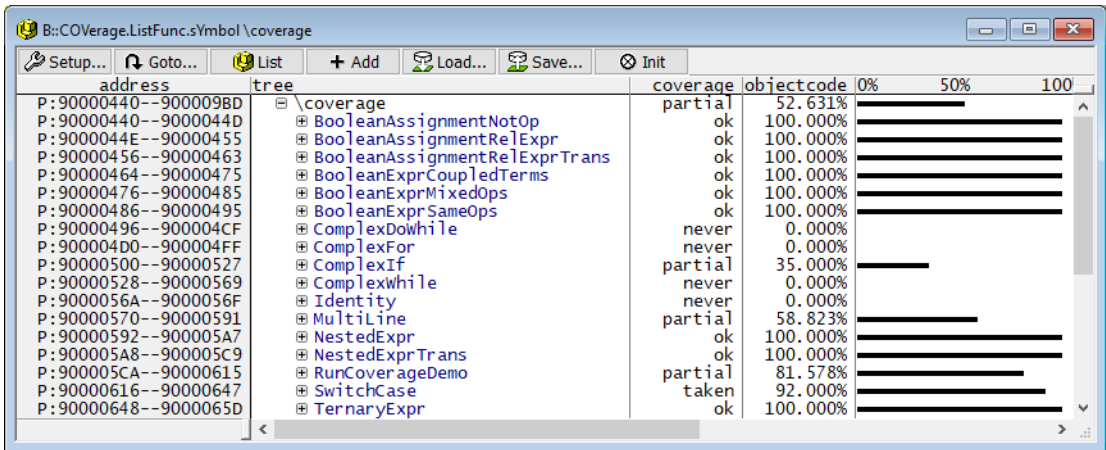 B::COVerage.ListFunc.sYmbol \coverage
Setup... Goto... List + Add Load... Save... Init
address tree coverage objectcode 0% 50% 100
P:90000440--900009BD \coverage partial 52.631%
P:90000440--9000044D BooleanAssignmentNotOp ok 100.000%
P:9000044E--90000455 BooleanAssignmentRelExpr ok 100.000%
P:90000456--90000463 BooleanAssignmentRelExprTrans ok 100.000%
P:90000464--90000475 BooleanExprCoupledTerms ok 100.000%
P:90000476--90000485 BooleanExprMixedOps ok 100.000%
P:90000486--90000495 BooleanExprSameOps ok 100.000%
P:90000496--900004CF ComplexDoWhile never 0.000%
P:900004D0--900004FF ComplexFor never 0.000%
P:90000500--90000527 ComplexIf partial 35.000%
P:90000528--90000569 ComplexWhile never 0.000%
P:9000056A--9000056F Identity never 0.000%
P:90000570--90000591 MultiLine partial 58.823%
P:90000592--900005A7 NestedExpr ok 100.000%
P:900005A8--900005C9 NestedExprTrans ok 100.000%
P:900005CA--90000615 RunCoverageDemo partial 81.578%
P:90000616--90000647 SwitchCase taken 92.000%
P:90000648--9000065D TernaryExpr ok 100.000%